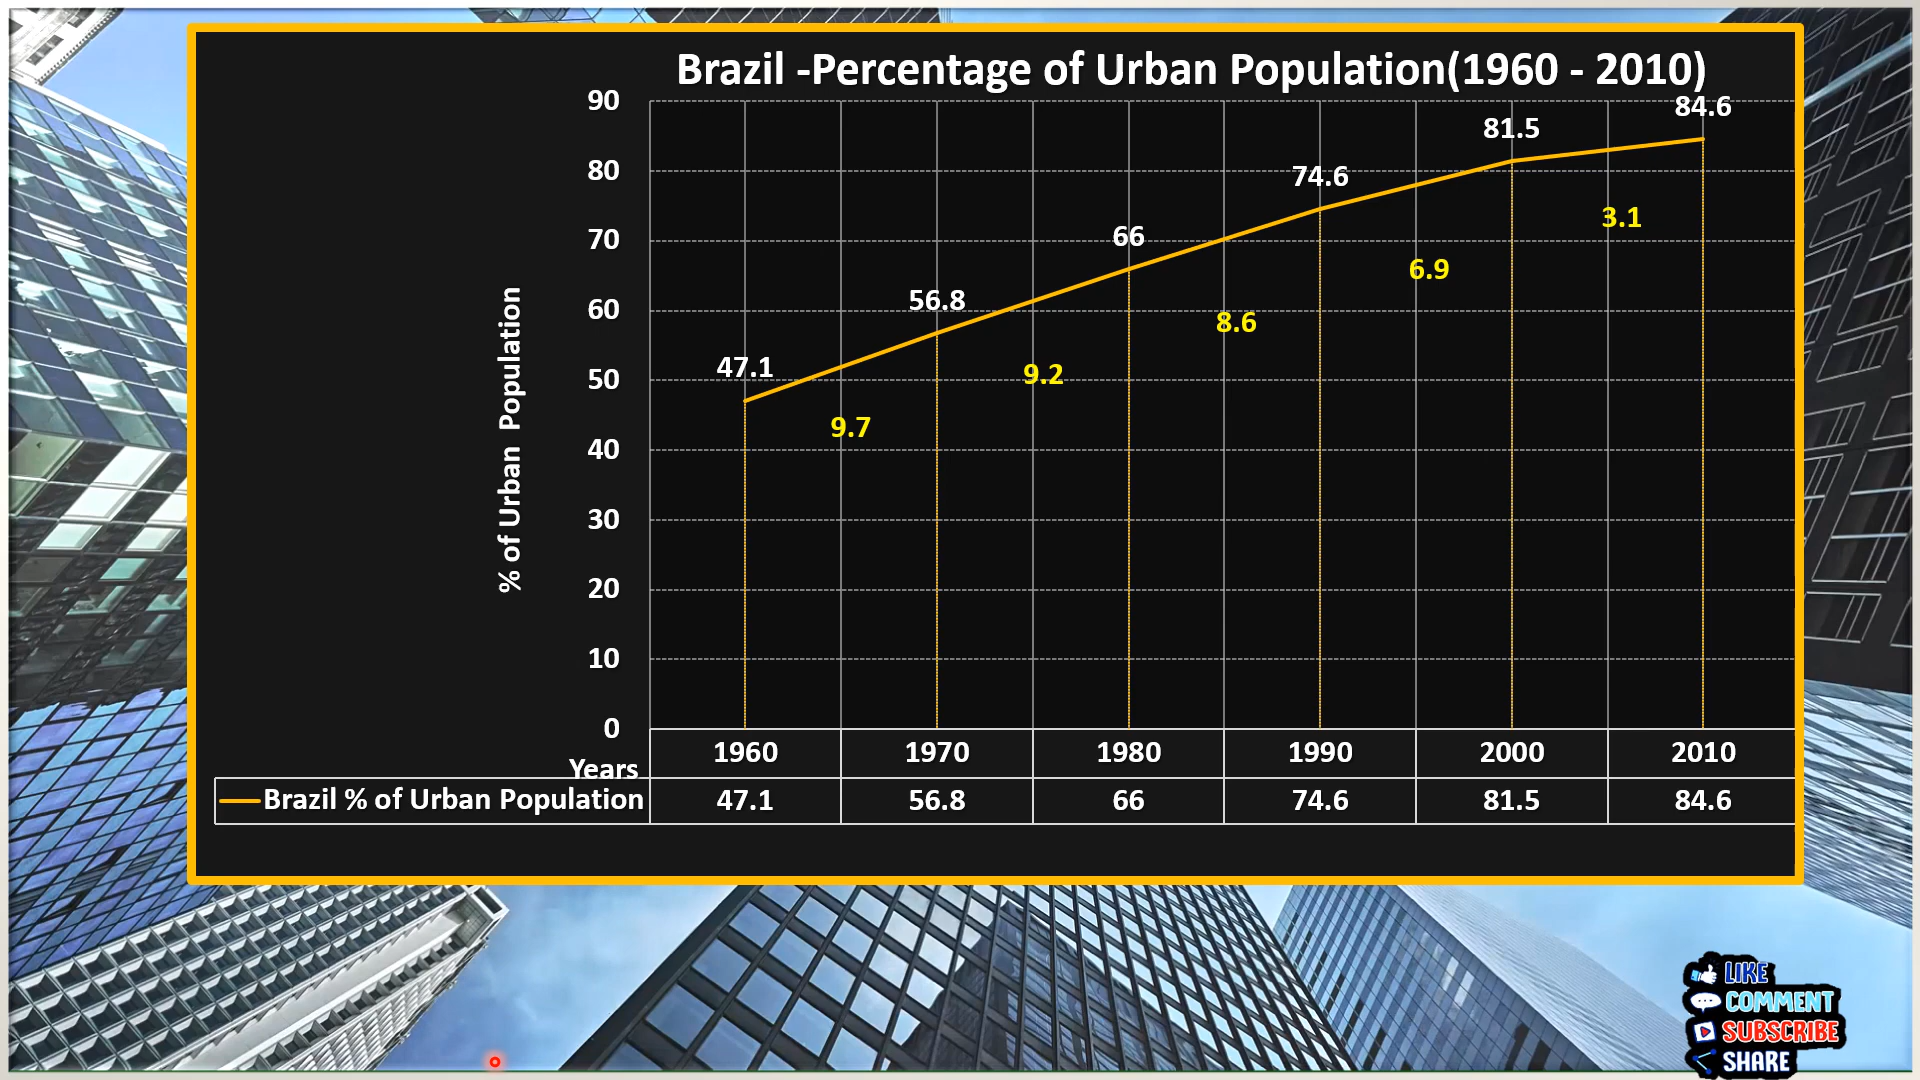 Brazil -Percentage of Urban Population(1960 - 2010)
90
80
70
60
50
40
30
20
10
0
% of Urban Population
47.1
56.8
66
74.6
81.5
84.6
9.7
9.2
8.6
6.9
3.1
Years
1960 1970 1980 1990 2000 2010
Brazil % of Urban Population 47.1 56.8 66 74.6 81.5 84.6
LIKE
COMMENT
SUBSCRIBE
SHARE